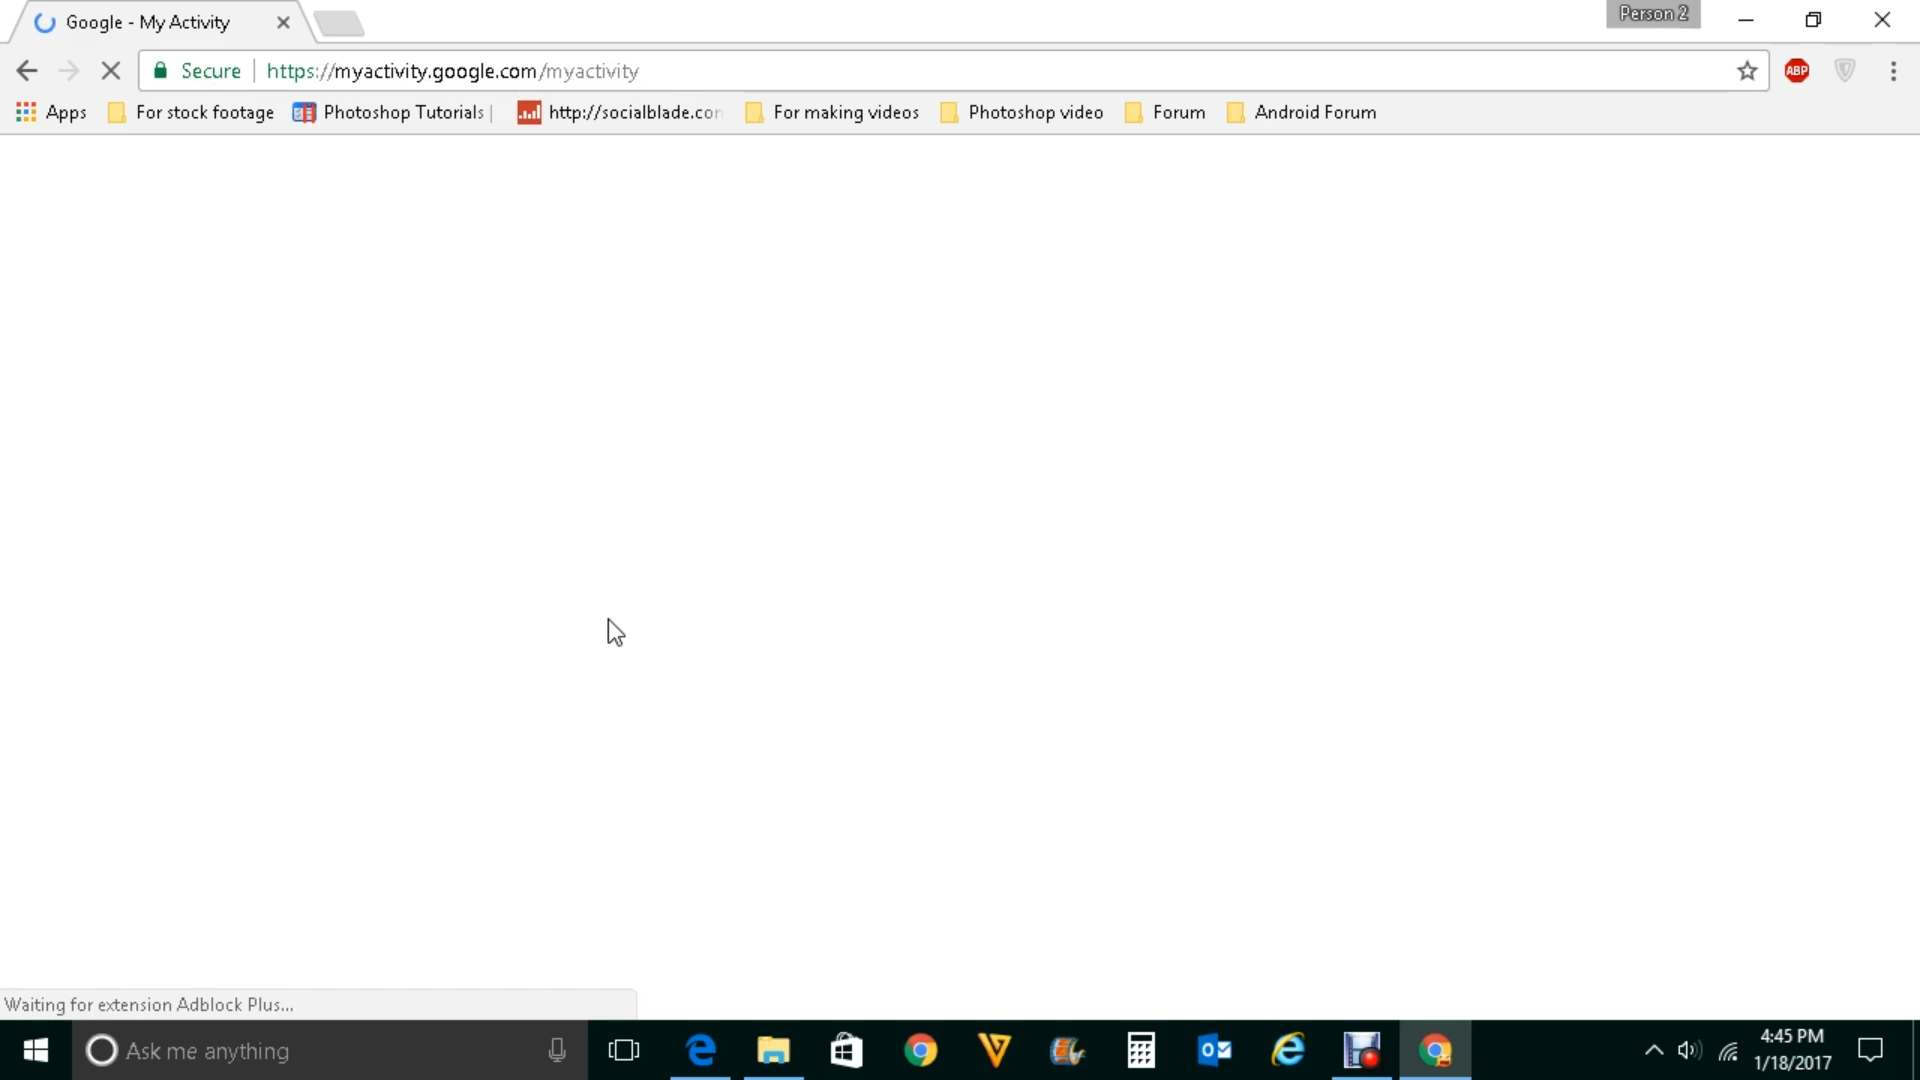 Google - My Activity
Person 2
Secure
https://myactivity.google.com/myactivity
ABP
Apps
For stock footage
Photoshop Tutorials |
http://socialblade.con
For making videos
Photoshop video
Forum
Android Forum
Waiting for extension Adblock Plus...
Ask me anything
4:45 PM
1/18/2017